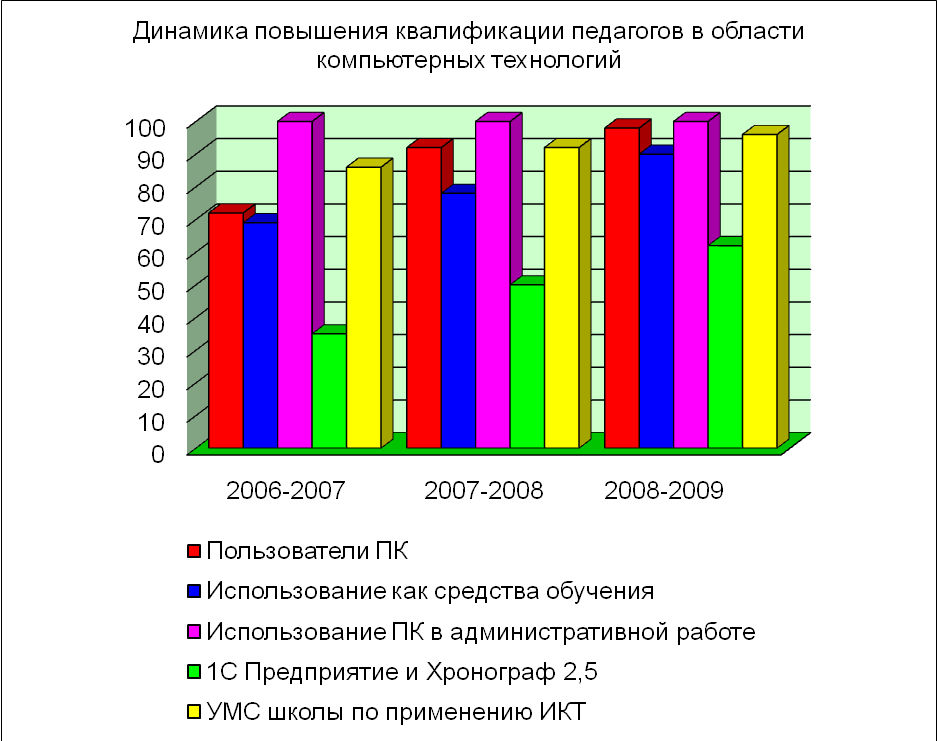 Динамика повышения квалификации педагогов в области
компьютерных технологий
100
90
80
70
60
50
40
30
20
10
0
2006-2007 2007-2008 2008-2009
Пользователи ПК
Использование как средства обучения
Использование ПК в административной работе
1С Предприятие и Хронограф 2,5
УМС школы по применению ИКТ